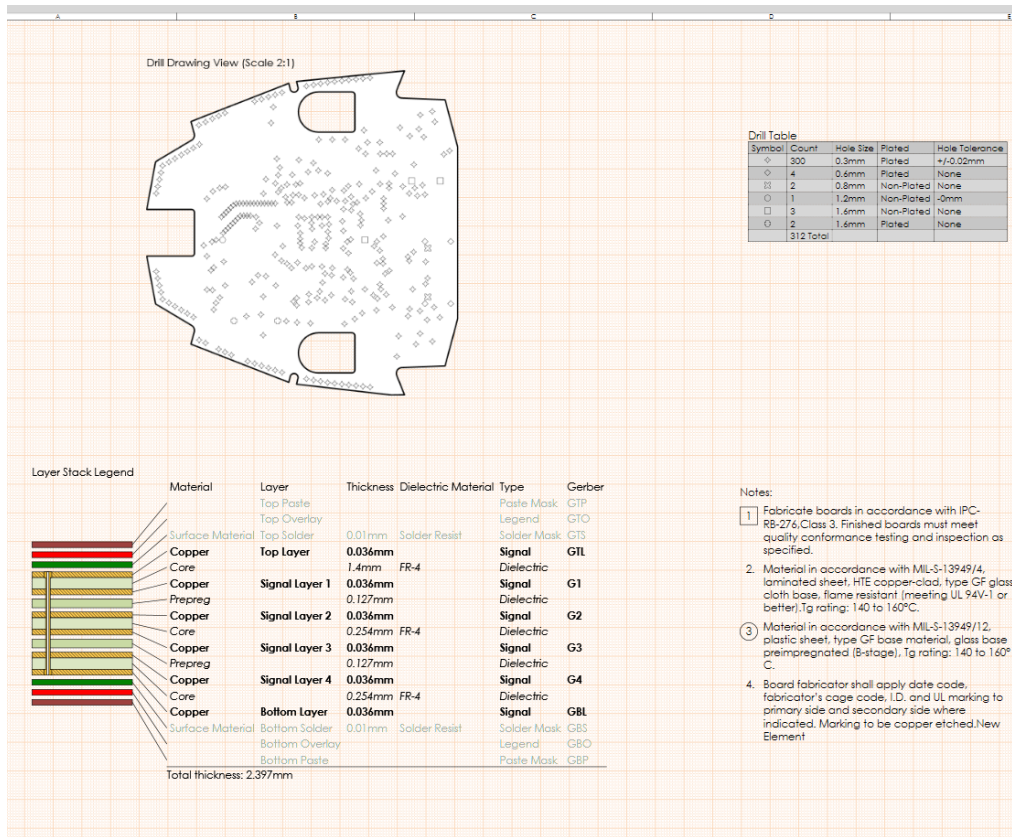 A B C D E
Drill Drawing View (Scale 2:1)
Drill Table
Symbol Count Hole Size Plated Hole Tolerance
300 0.3mm Plated +/-0.02mm
4 0.6mm Plated None
2 0.8mm Non-Plated None
1 1.2mm Non-Plated -0mm
3 1.6mm Non-Plated None
2 1.6mm Plated None
312 Total
Layer Stack Legend
Material Layer Thickness Dielectric Material Type Gerber
Top Paste Paste Mask GTP
Top Overlay Legend GTO
Surface Material Top Solder 0.01mm Solder Resist Solder Mask GTS
Copper Top Layer 0.036mm Signal GTL
Core 1.4mm FR-4 Dielectric
Copper Signal Layer 1 0.036mm Signal G1
Prepreg 0.127mm Dielectric
Copper Signal Layer 2 0.036mm Signal G2
Core 0.254mm FR-4 Dielectric
Copper Signal Layer 3 0.036mm Signal G3
Prepreg 0.127mm Dielectric
Copper Signal Layer 4 0.036mm Signal G4
Core 0.254mm FR-4 Dielectric
Copper Bottom Layer 0.036mm Signal GBL
Surface Material Bottom Solder 0.01mm Solder Resist Solder Mask GBS
Bottom Overlay Legend GBO
Bottom Paste Paste Mask GBP
Total thickness: 2.397mm
Notes:
1 Fabricate boards in accordance with IPC-
RB-276,Class 3. Finished boards must meet
quality conformance testing and inspection as
specified.
2. Material in accordance with MIL-S-13949/4,
laminated sheet, HTE copper-clad, type GF glass
cloth base, flame resistant (meeting UL 94V-1 or
better).Tg rating: 140 to 160°C.
3 Material in accordance with MIL-S-13949/12,
plastic sheet, type GF base material, glass base
preimpregnated (B-stage), Tg rating: 140 to 160°
C.
4. Board fabricator shall apply date code,
fabricator's cage code, I.D. and UL marking to
primary side and secondary side where
indicated. Marking to be copper etched.New
Element